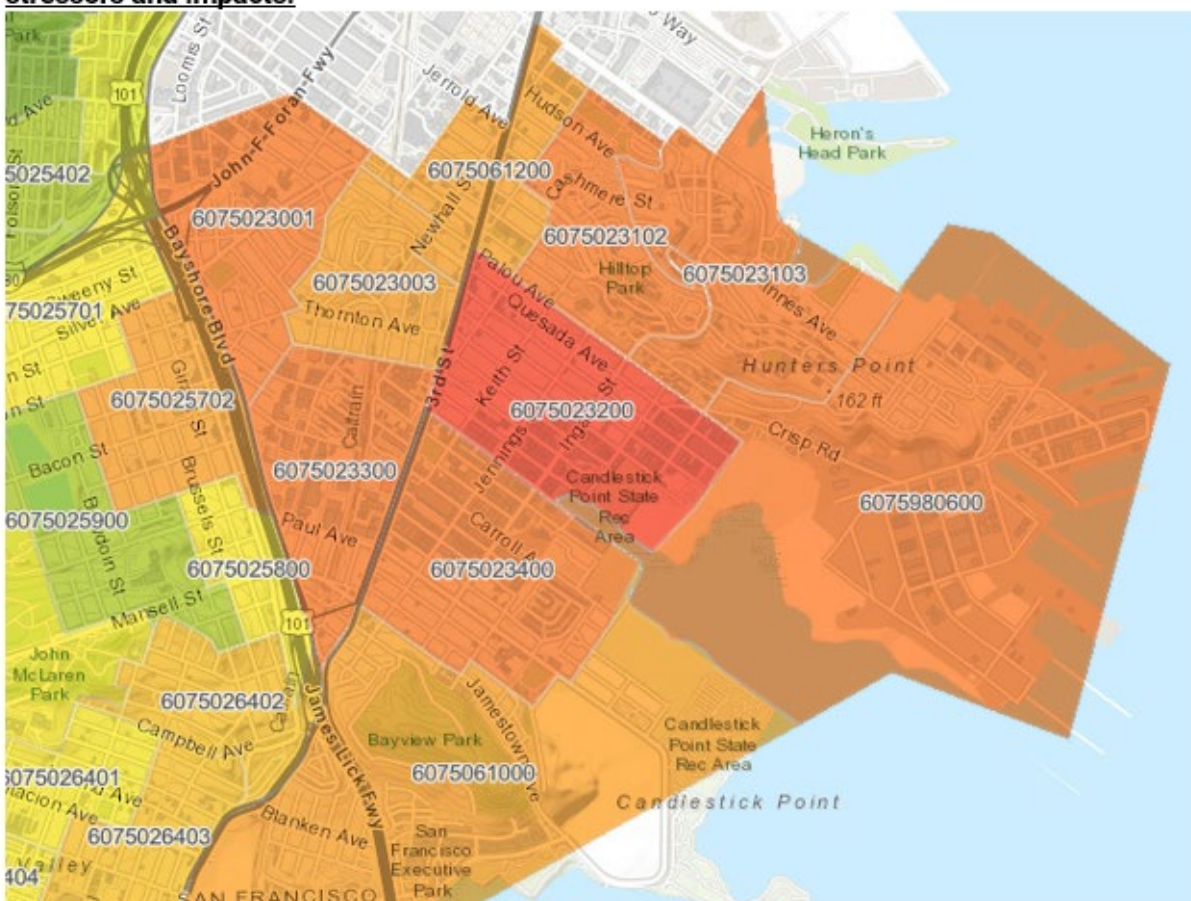 stressors and impacts.
Park
Loomis St
John-F-Foran-Fwy
Way
101
Jerrold Ave
Hudson Ave
Heron's
Head Park
d Ave
5025402
Folsom St
6075061200
Cashmere St
6075023001
Newhall St
6075023102
Bayshore-Blvd
6075023003
Palou Ave
Hilltop
Park
6075023103
80
Sweeny St
75025701
Silver Ave
Thornton Ave
Quesada Ave
Innes Ave
3rd St
Keith St
Hunters Point
162 ft
6075025702
Caltrain
6075023200
Crisp Rd
Bacon St
Brussels St
6075023300
Jennings
Candlestick
Point State
Rec
Area
6075980600
6075025900
Bowdoin St
Paul Ave
Carroll A
6075025800
6075023400
Mansell St
101
John
McLaren
Park
6075026402
James-Lick-Fwy
Jamestown Ave
Campbell Ave
Bayview Park
Candlestick
Point State
Rec Area
6075026401
6075061000
Candlestick Point
6075026403
Blanken Ave
San
Francisco
Executive
Park
Valley
404
SAN FRANCISCO